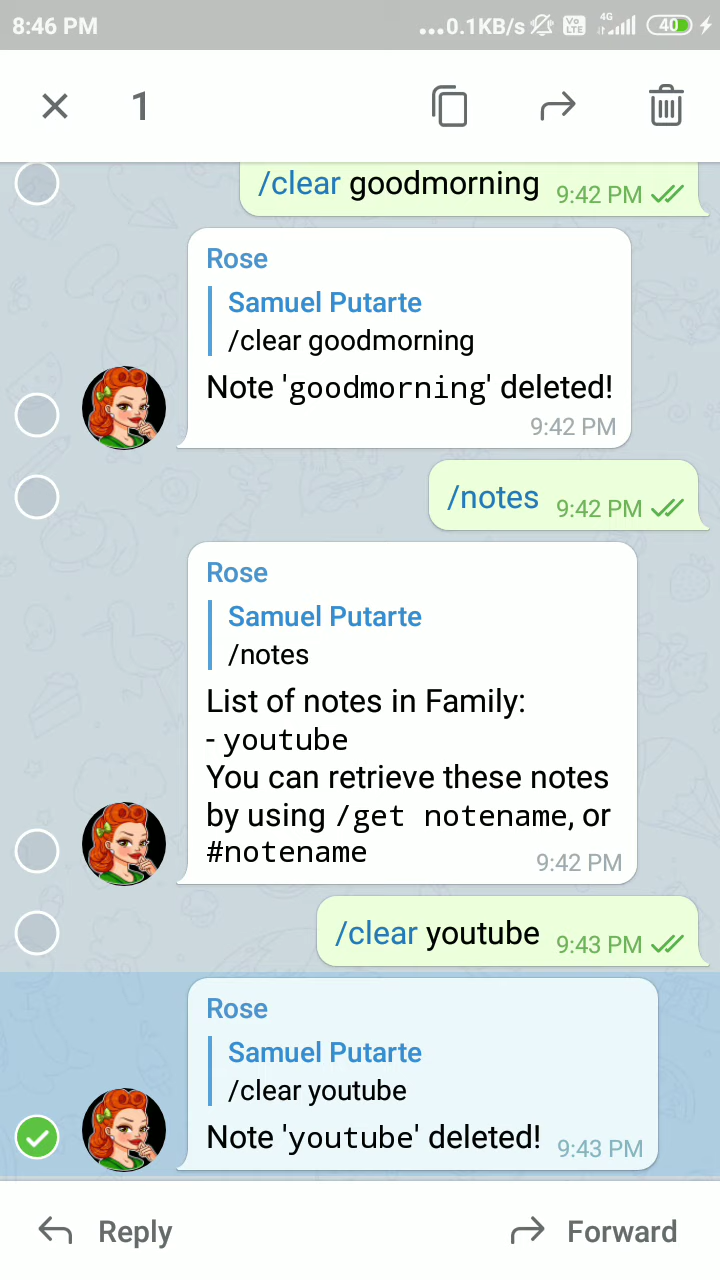 8:46 PM ...0.1KB/s Vo LTE 4G 40
1
/clear goodmorning 9:42 PM
Rose
Samuel Putarte
/clear goodmorning
Note 'goodmorning' deleted!
9:42 PM
/notes 9:42 PM
Rose
Samuel Putarte
/notes
List of notes in Family:
- youtube
You can retrieve these notes
by using /get notename, or
#notename 9:42 PM
/clear youtube 9:43 PM
Rose
Samuel Putarte
/clear youtube
Note 'youtube' deleted! 9:43 PM
Reply Forward